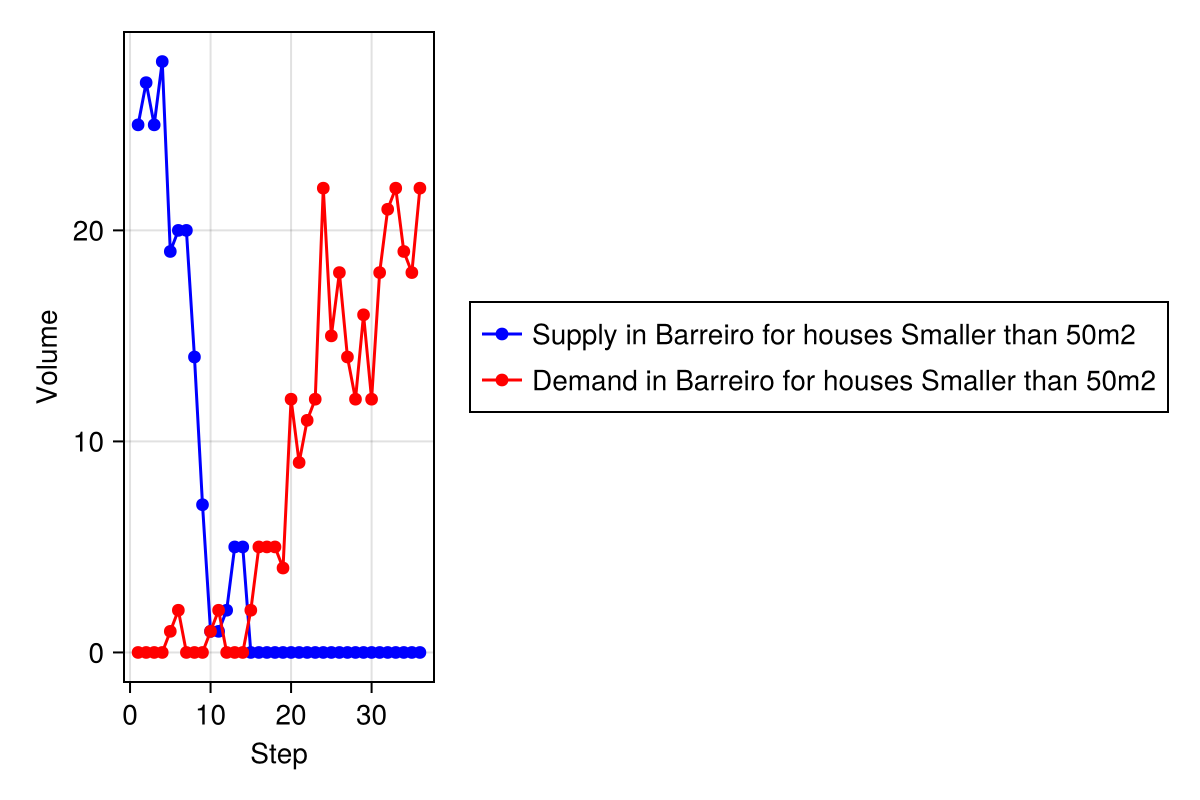 Volume
20
10
0
0 10 20 30
Step
Supply in Barreiro for houses Smaller than 50m2
Demand in Barreiro for houses Smaller than 50m2